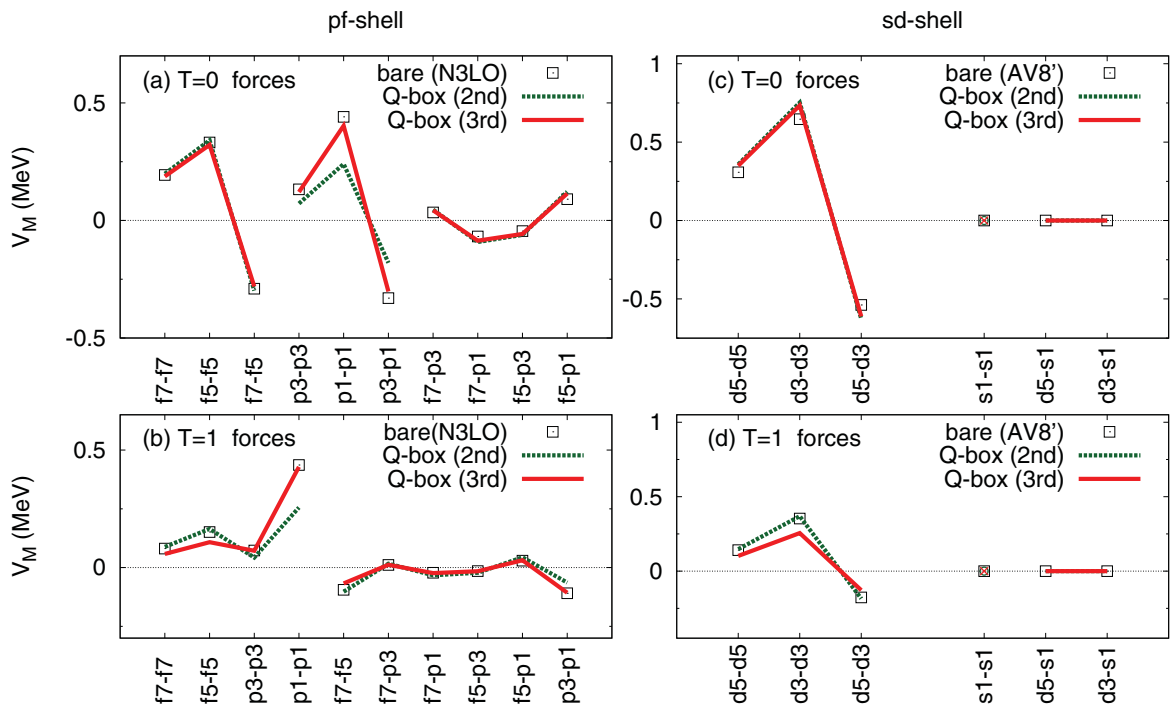 pf-shell
sd-shell
(a) T=0 forces
bare (N3LO)
Q-box (2nd)
Q-box (3rd)
V_M (MeV)
0.5
0
-0.5
f7-f7
f5-f5
f7-f5
p3-p3
p1-p1
p3-p1
f7-p3
f7-p1
f5-p3
f5-p1
(c) T=0 forces
bare (AV8')
Q-box (2nd)
Q-box (3rd)
1
0.5
0
-0.5
d5-d5
d3-d3
d5-d3
s1-s1
d5-s1
d3-s1
(b) T=1 forces
bare(N3LO)
Q-box (2nd)
Q-box (3rd)
V_M (MeV)
0.5
0
f7-f7
f5-f5
p3-p3
p1-p1
f7-f5
f7-p3
f7-p1
f5-p3
f5-p1
p3-p1
(d) T=1 forces
bare (AV8')
Q-box (2nd)
Q-box (3rd)
1
0.5
0
d5-d5
d3-d3
d5-d3
s1-s1
d5-s1
d3-s1